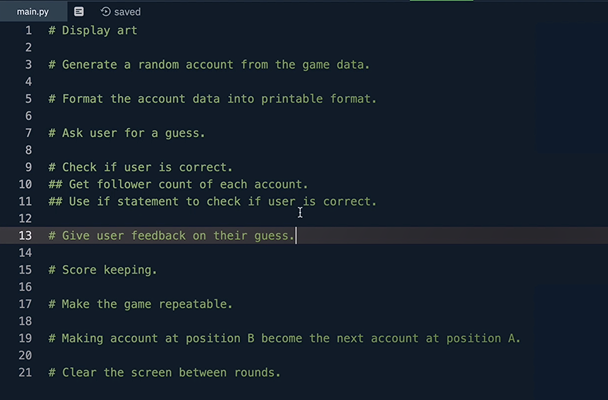 main.py saved
1 # Display art
2
3 # Generate a random account from the game data.
4
5 # Format the account data into printable format.
6
7 # Ask user for a guess.
8
9 # Check if user is correct.
10 ## Get follower count of each account.
11 ## Use if statement to check if user is correct.
12
13 # Give user feedback on their guess.
14
15 # Score keeping.
16
17 # Make the game repeatable.
18
19 # Making account at position B become the next account at position A.
20
21 # Clear the screen between rounds.